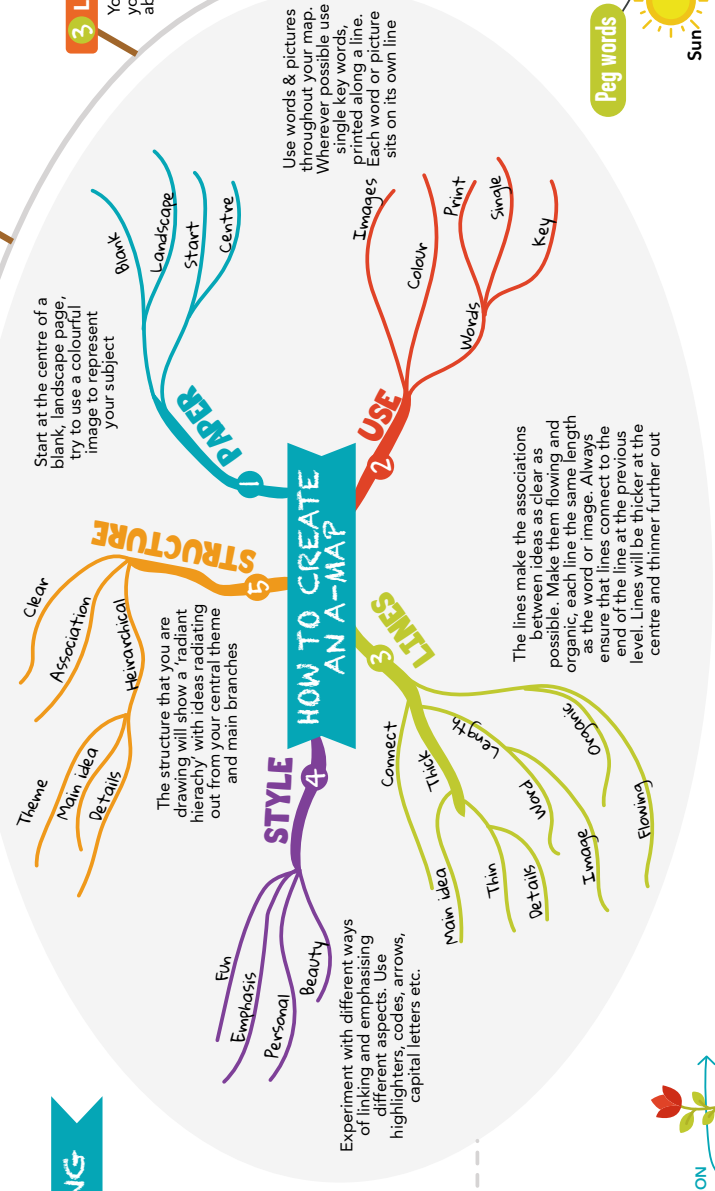 HOW TO CREATE
AN A-MAP
1
PAPER
Blank
Landscape
Start
Centre
Start at the centre of a
blank, landscape page,
try to use a colourful
image to represent
your subject
2
USE
Images
Colour
Words
Print
Single
Key
Use words & pictures
throughout your map.
Wherever possible use
single key words,
printed along a line.
Each word or picture
sits on its own line
3
LINES
Connect
Thick
Main idea
Thin
Details
Length
Word
Image
Organic
Flowing
The lines make the associations
between ideas as clear as
possible. Make them flowing and
organic, each line the same length
as the word or image. Always
ensure that lines connect to the
end of the line at the previous
level. Lines will be thicker at the
centre and thinner further out
4
STYLE
Fun
Emphasis
Personal
Beauty
Experiment with different ways
of linking and emphasising
different aspects. Use
highlighters, codes, arrows,
capital letters etc.
5
STRUCTURE
Clear
Association
Heirarchical
Theme
Main idea
Details
The structure that you are
drawing will show a ‘radiant
hierachy’ with ideas radiating
out from your central theme
and main branches
Peg words
Sun
3 L
Yo
yo
ab
NG
ON